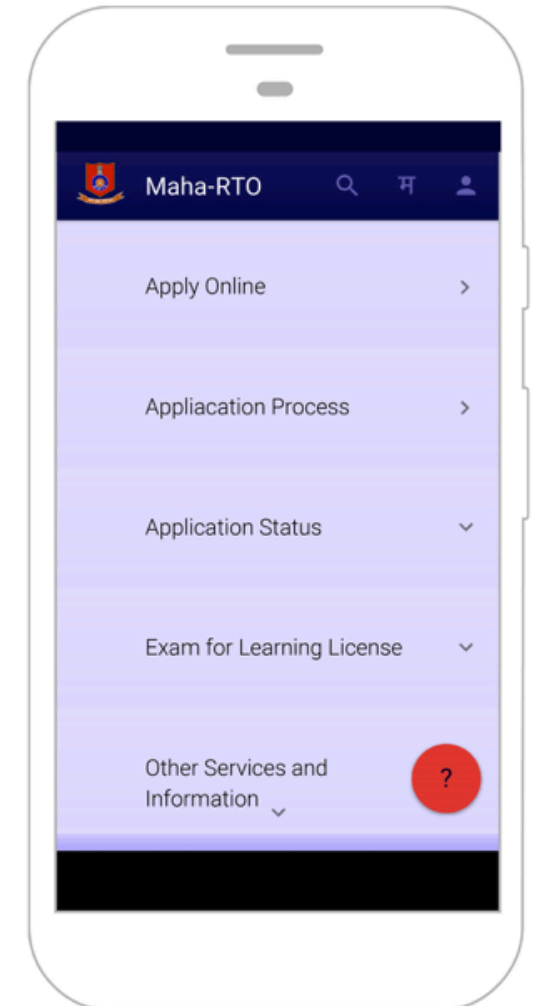 Maha-RTO म
Apply Online
Appliacation Process
Application Status
Exam for Learning License
Other Services and
Information
?